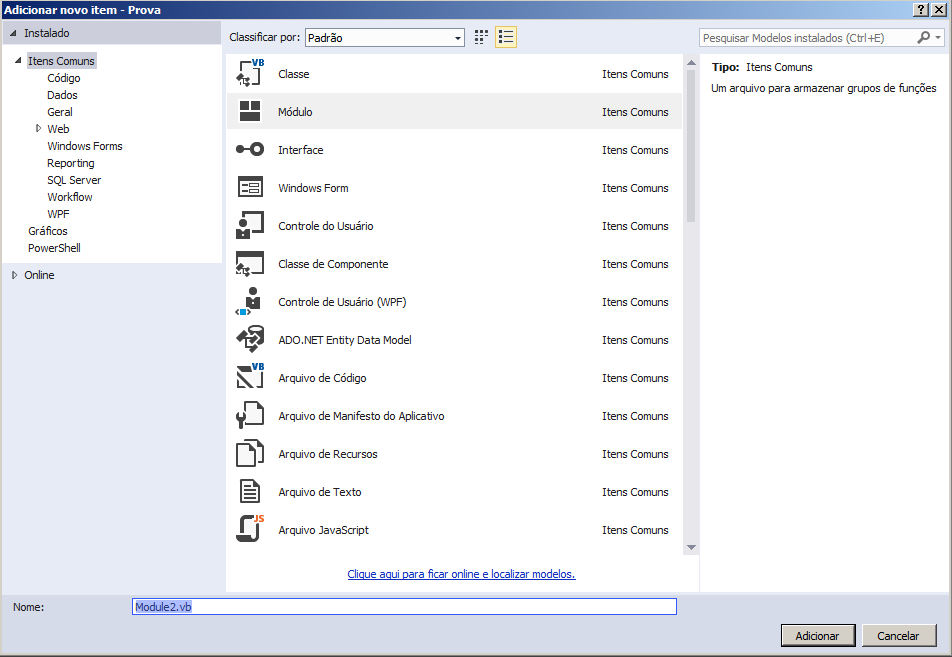 Adicionar novo item - Prova
Instalado
Itens Comuns
Código
Dados
Geral
Web
Windows Forms
Reporting
SQL Server
Workflow
WPF
Gráficos
PowerShell
Online
Classificar por: Padrão
Pesquisar Modelos instalados (Ctrl+E)
VB
Classe Itens Comuns
Módulo Itens Comuns
Interface Itens Comuns
Windows Form Itens Comuns
Controle do Usuário Itens Comuns
Classe de Componente Itens Comuns
Controle de Usuário (WPF) Itens Comuns
ADO.NET Entity Data Model Itens Comuns
VB
Arquivo de Código Itens Comuns
Arquivo de Manifesto do Aplicativo Itens Comuns
Arquivo de Recursos Itens Comuns
Arquivo de Texto Itens Comuns
JS
Arquivo JavaScript Itens Comuns
Clique aqui para ficar online e localizar modelos.
Tipo: Itens Comuns
Um arquivo para armazenar grupos de funções
Nome: Module2.vb
Adicionar Cancelar